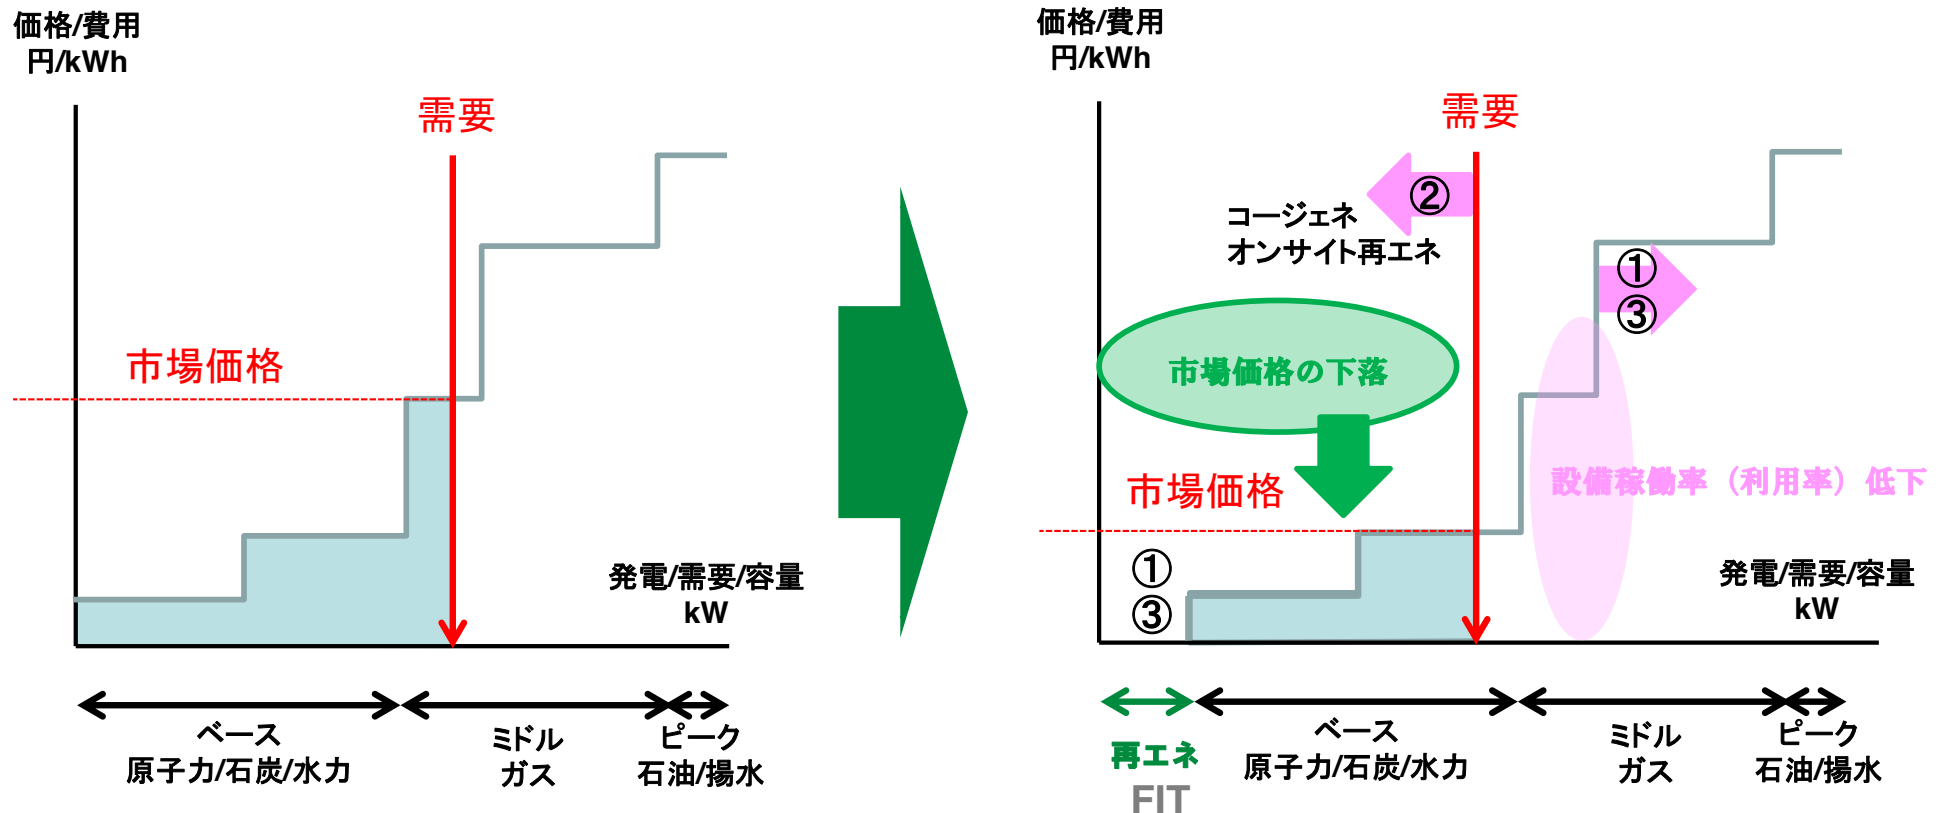 価格/費用
円/kWh
需要
市場価格
発電/需要/容量
kW
ベース
原子力/石炭/水力
ミドル
ガス
ピーク
石油/揚水
価格/費用
円/kWh
需要
②
コージェネ
オンサイト再エネ
①
③
市場価格の下落
市場価格
設備稼働率（利用率）低下
①
③
発電/需要/容量
kW
再エネ
FIT
ベース
原子力/石炭/水力
ミドル
ガス
ピーク
石油/揚水